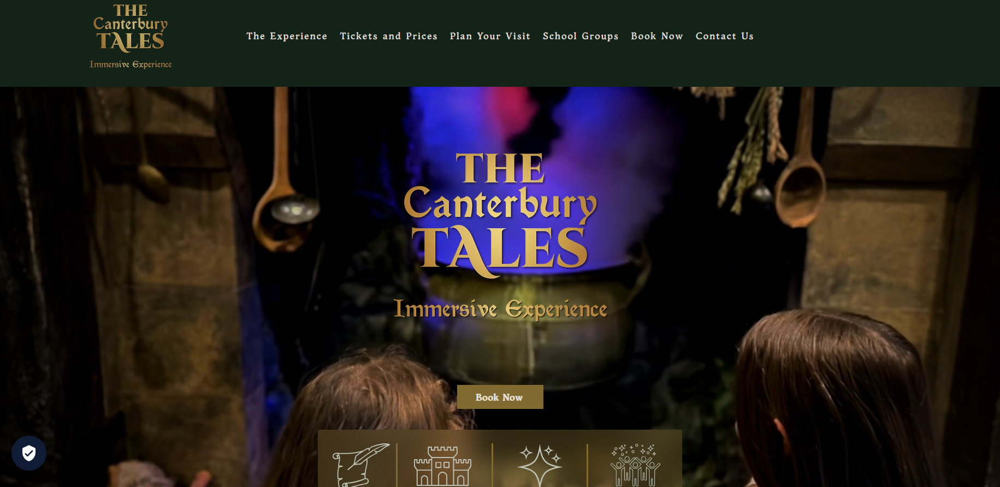 THE
Canterbury
TALES
Immersive Experience
The Experience Tickets and Prices Plan Your Visit School Groups Book Now Contact Us
THE
Canterbury
TALES
Immersive Experience
Book Now